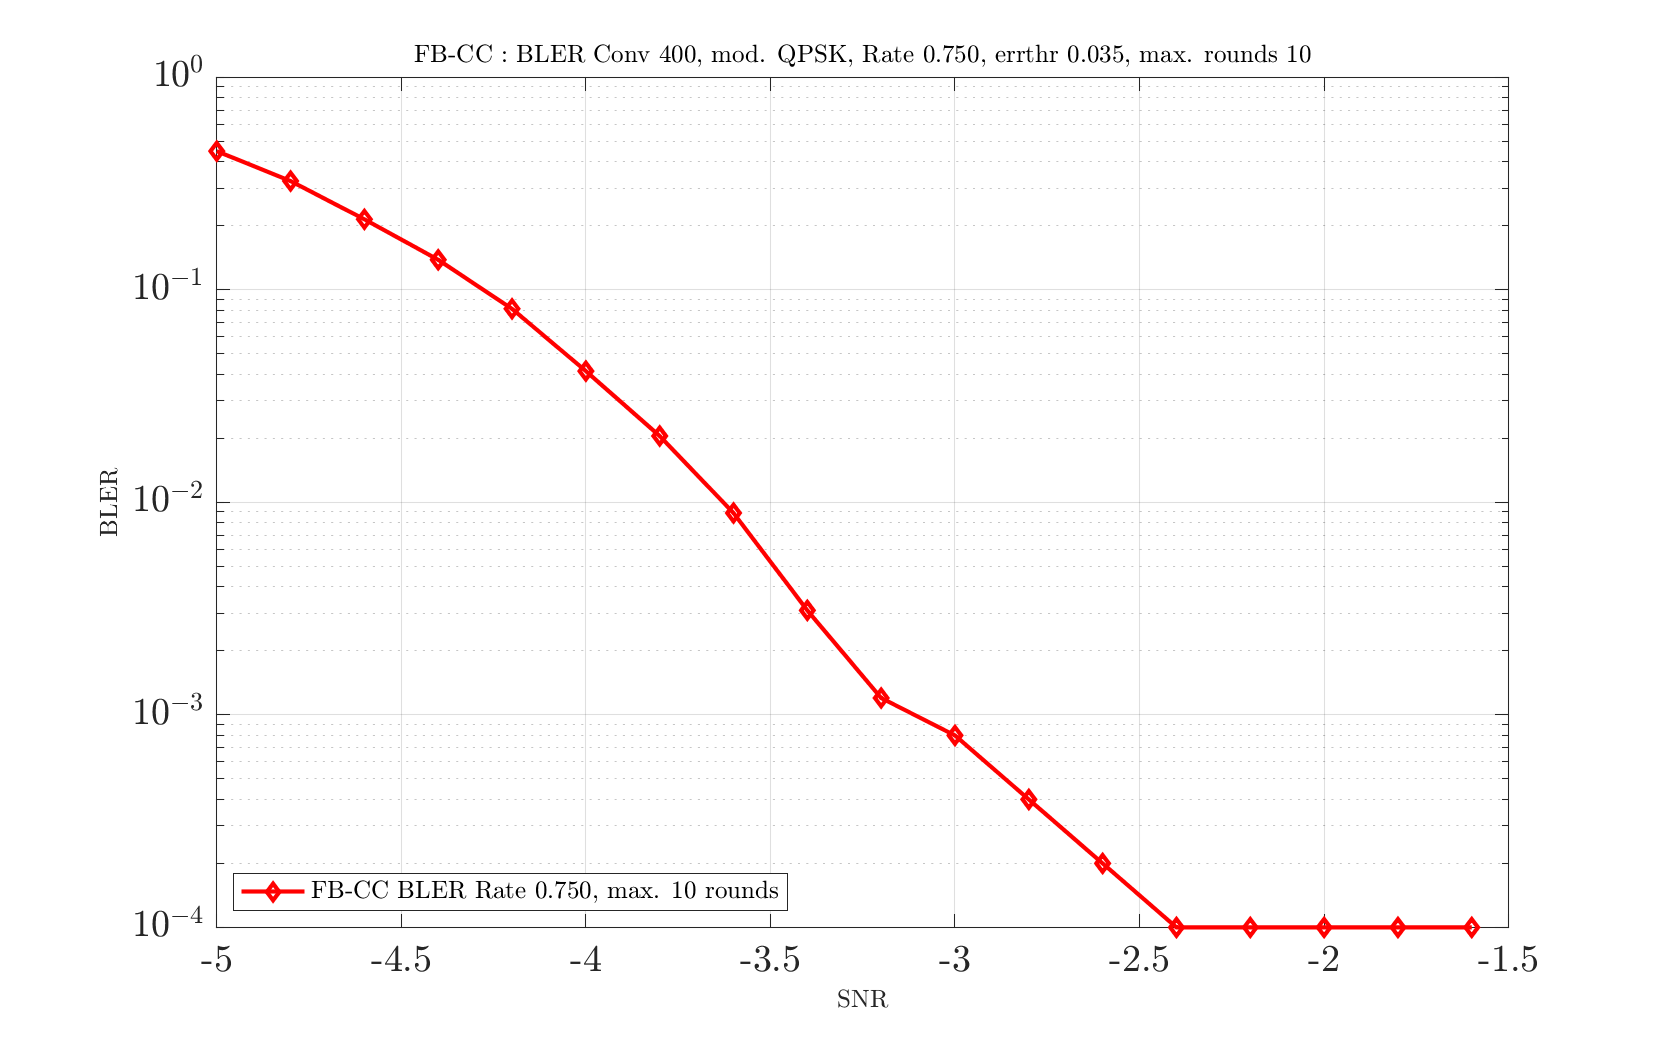 FB-CC : BLER Conv 400, mod. QPSK, Rate 0.750, errthr 0.035, max. rounds 10
10^0
10^−1
10^−2
10^−3
10^−4
BLER
FB-CC BLER Rate 0.750, max. 10 rounds
-5 -4.5 -4 -3.5 -3 -2.5 -2 -1.5
SNR